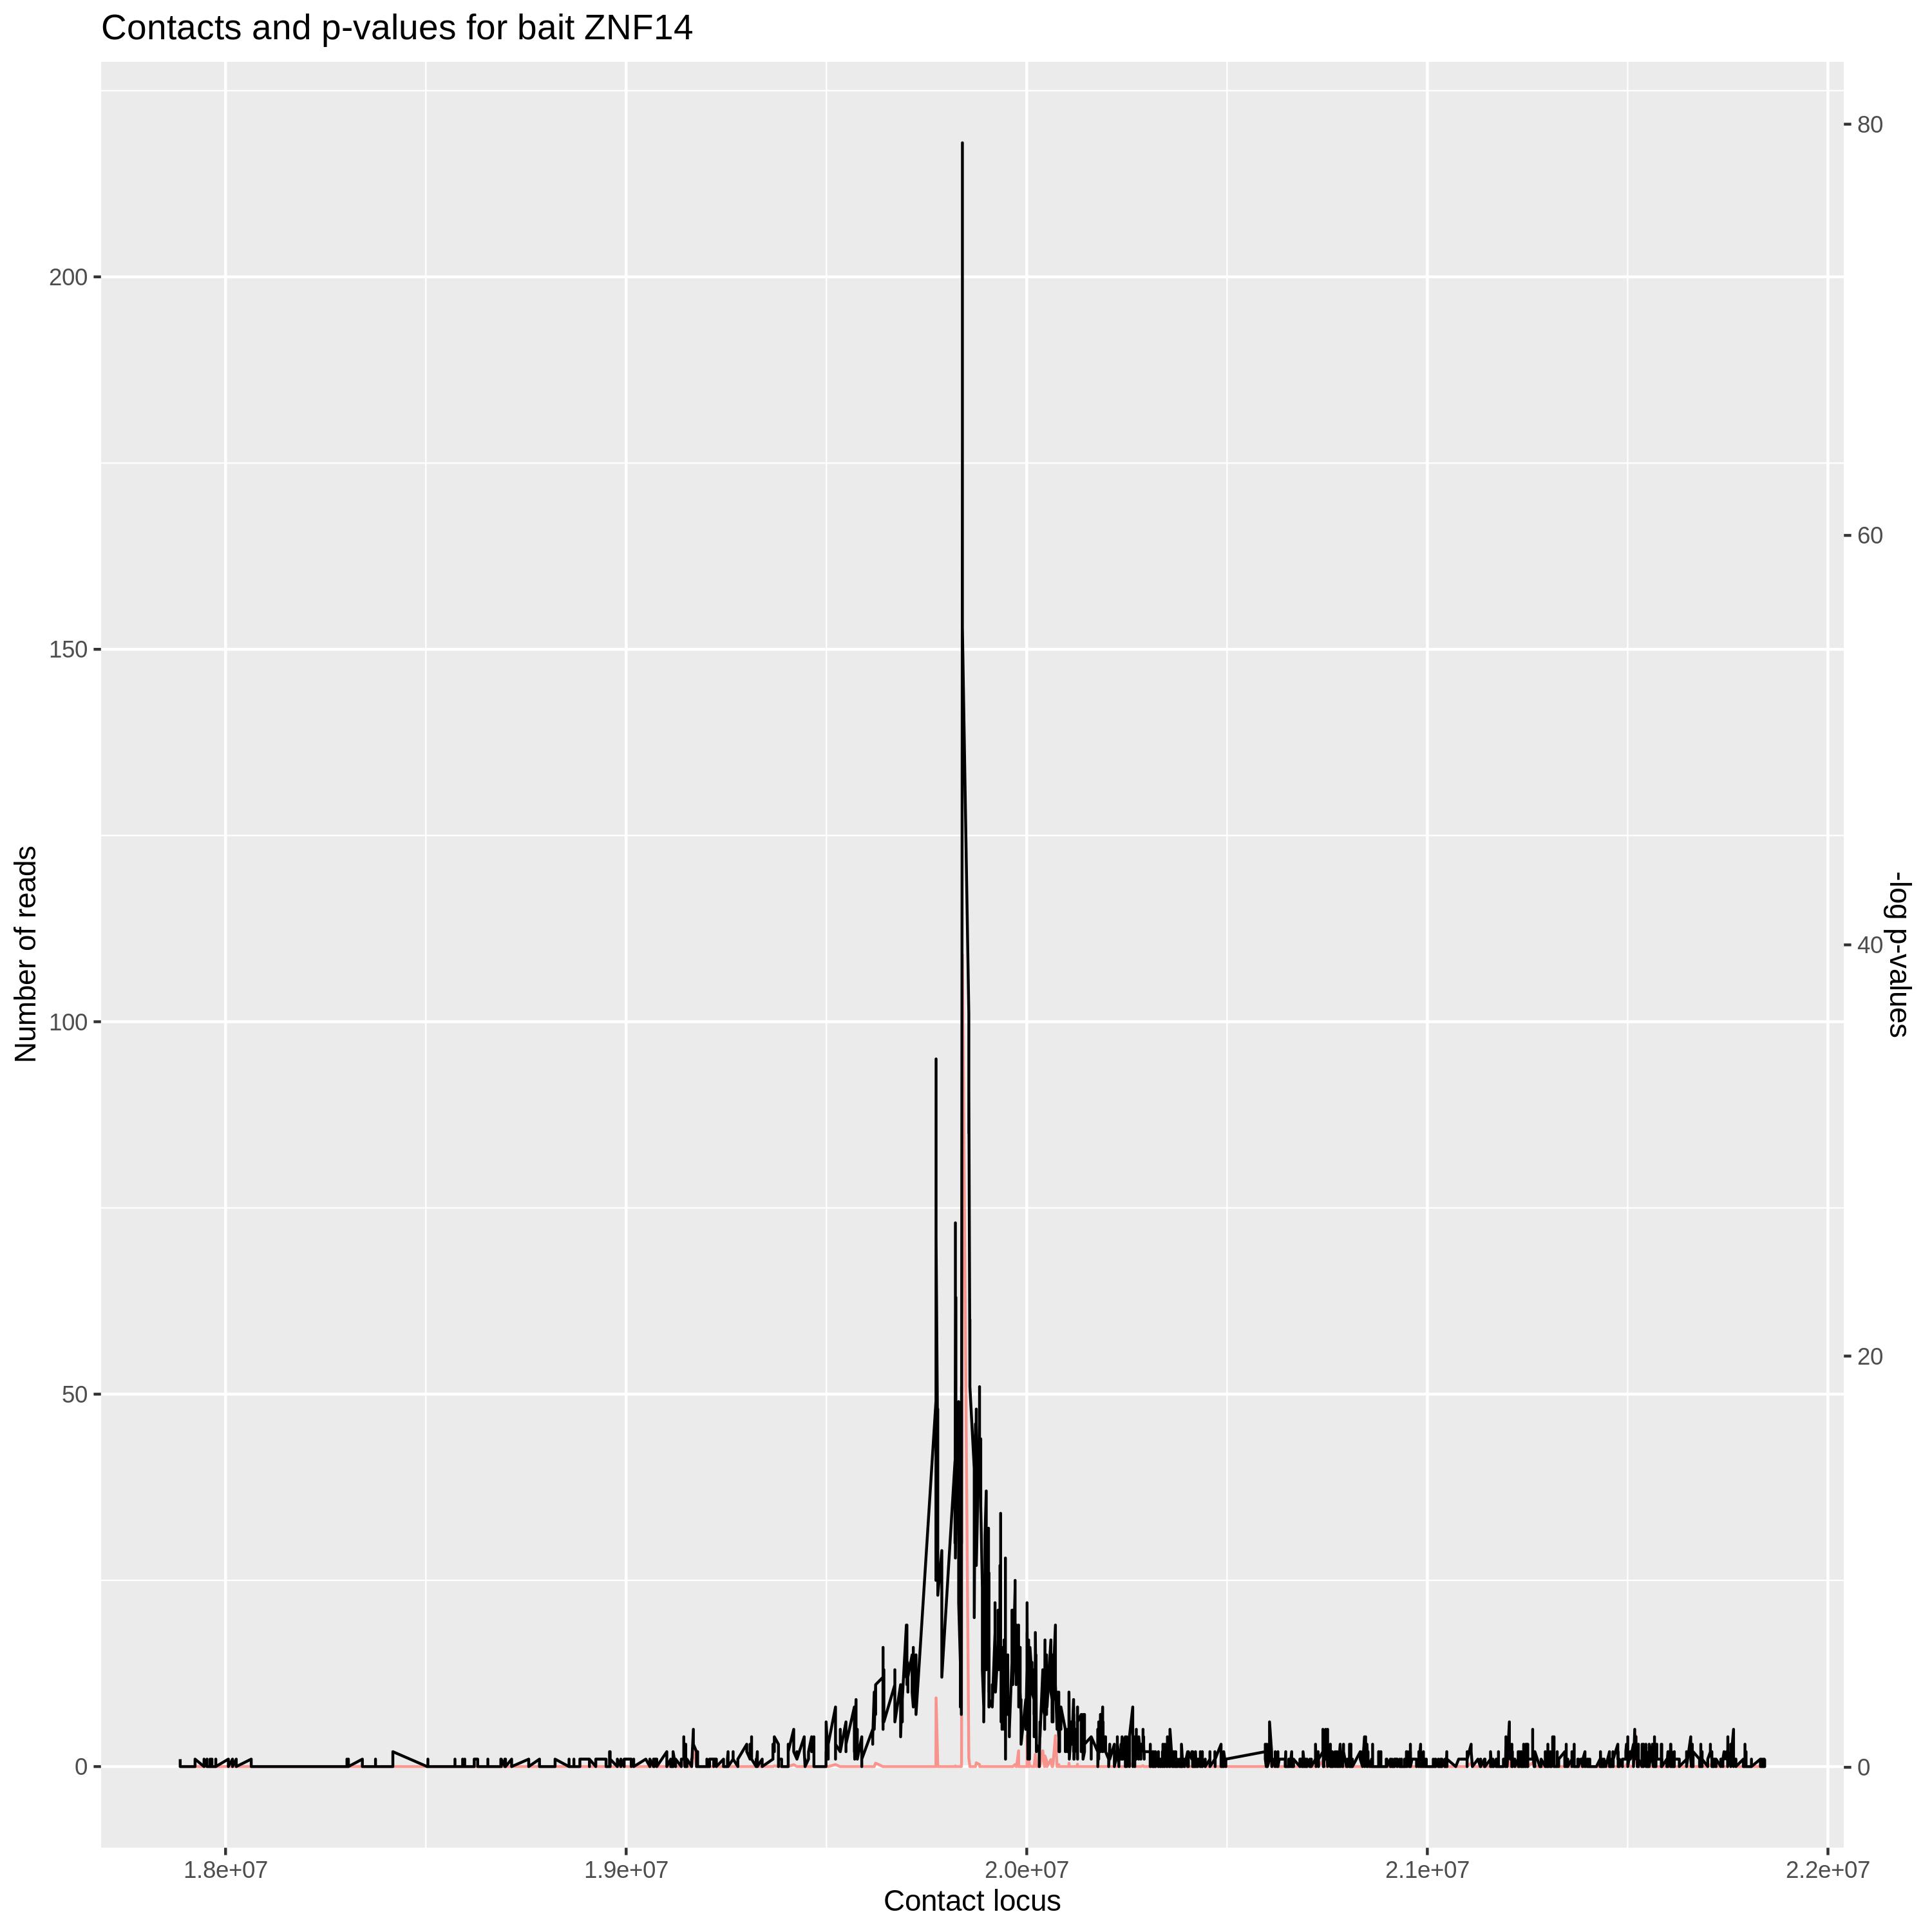 Contacts and p-values for bait ZNF14
200
150
100
50
0
80
60
40
20
0
Number of reads
-log p-values
1.8e+07
1.9e+07
2.0e+07
2.1e+07
2.2e+07
Contact locus